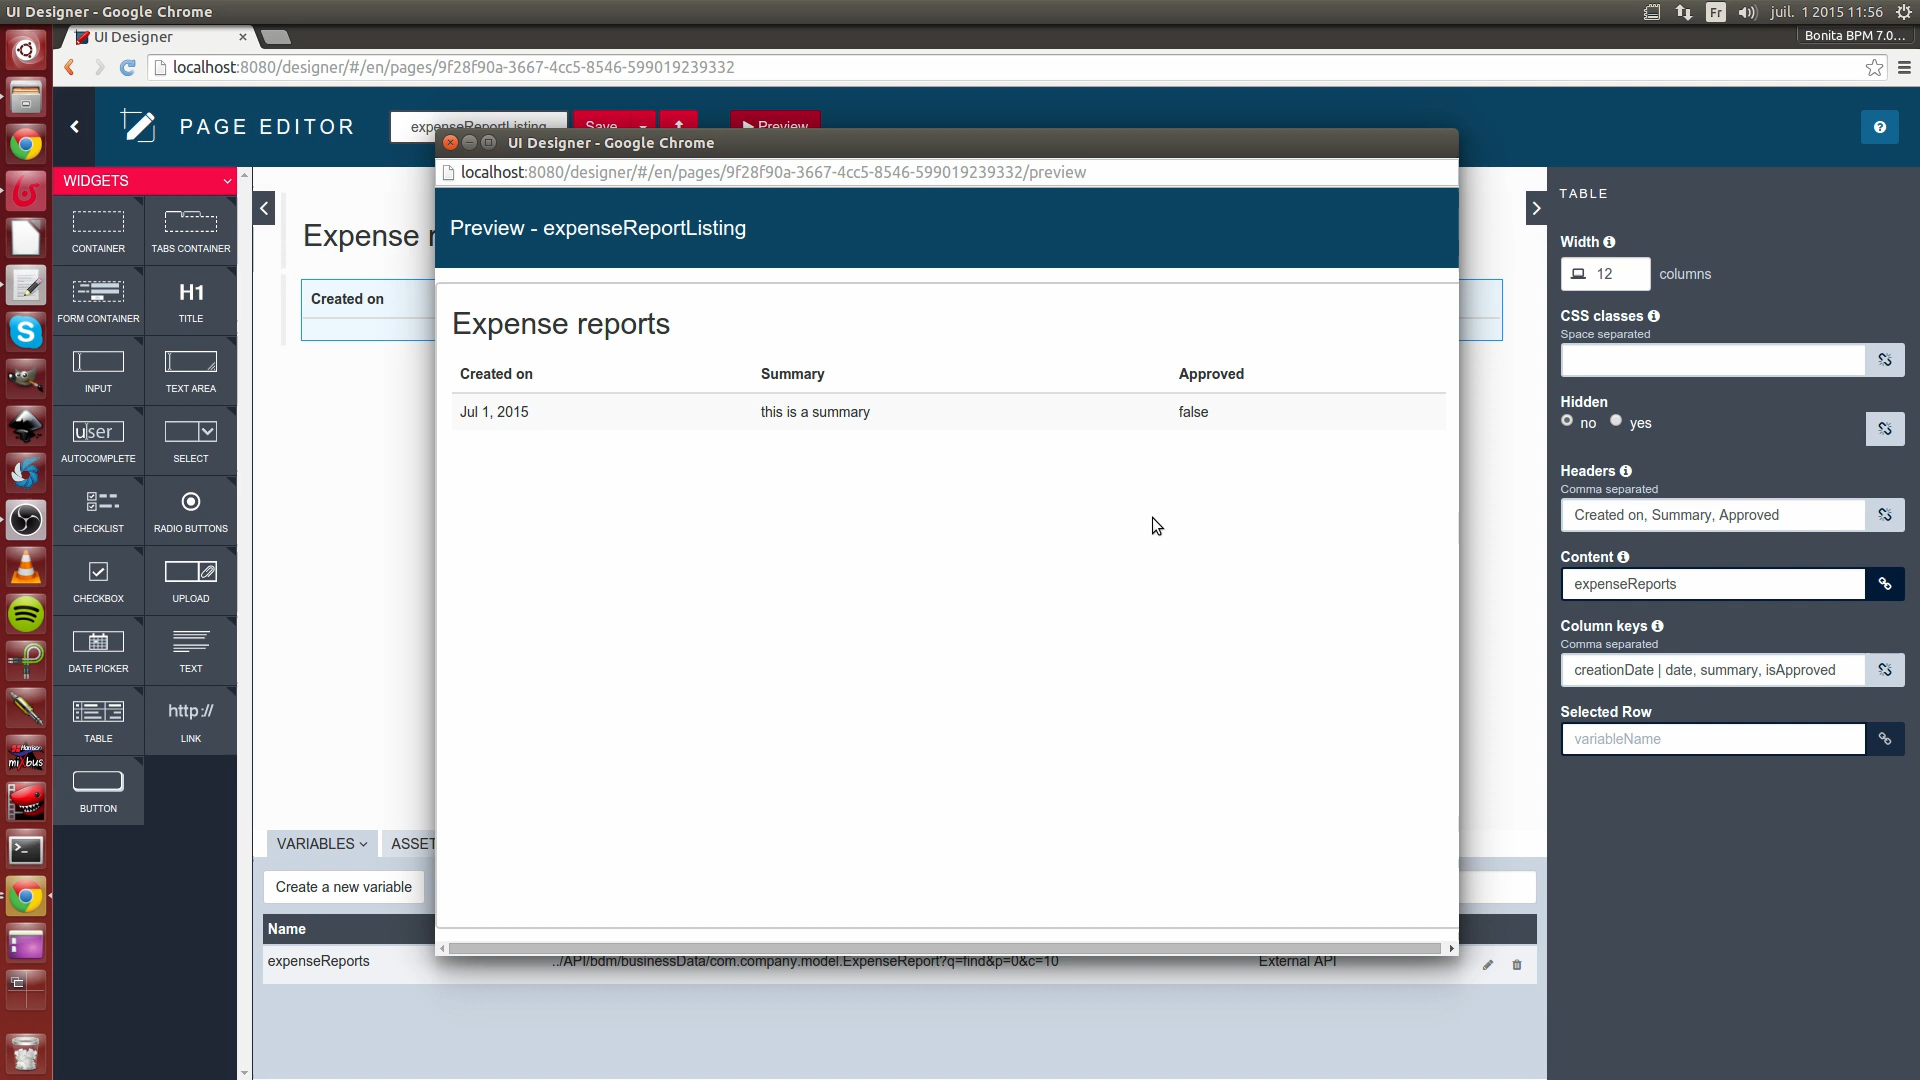 UI Designer - Google Chrome
Fr
juil. 1 2015 11:56
UI Designer
Bonita BPM 7.0...
localhost:8080/designer/#/en/pages/9f28f90a-3667-4cc5-8546-599019239332
PAGE EDITOR
expenseReportListing
Save
Preview
UI Designer - Google Chrome
localhost:8080/designer/#/en/pages/9f28f90a-3667-4cc5-8546-599019239332/preview
Preview - expenseReportListing
Expense reports
Created on Summary Approved
Jul 1, 2015 this is a summary false
WIDGETS
CONTAINER
TABS CONTAINER
FORM CONTAINER
H1
TITLE
INPUT
TEXT AREA
user
AUTOCOMPLETE
SELECT
CHECKLIST
RADIO BUTTONS
CHECKBOX
UPLOAD
DATE PICKER
TEXT
TABLE
http://
LINK
BUTTON
Expense r
Created on
VARIABLES
ASSET
Create a new variable
Name
expenseReports ../API/bdm/businessData/com.company.model.ExpenseReport?q=find&p=0&c=10 External API
TABLE
Width
12 columns
CSS classes
Space separated
Hidden
no yes
Headers
Comma separated
Created on, Summary, Approved
Content
expenseReports
Column keys
Comma separated
creationDate | date, summary, isApproved
Selected Row
variableName
mixbus